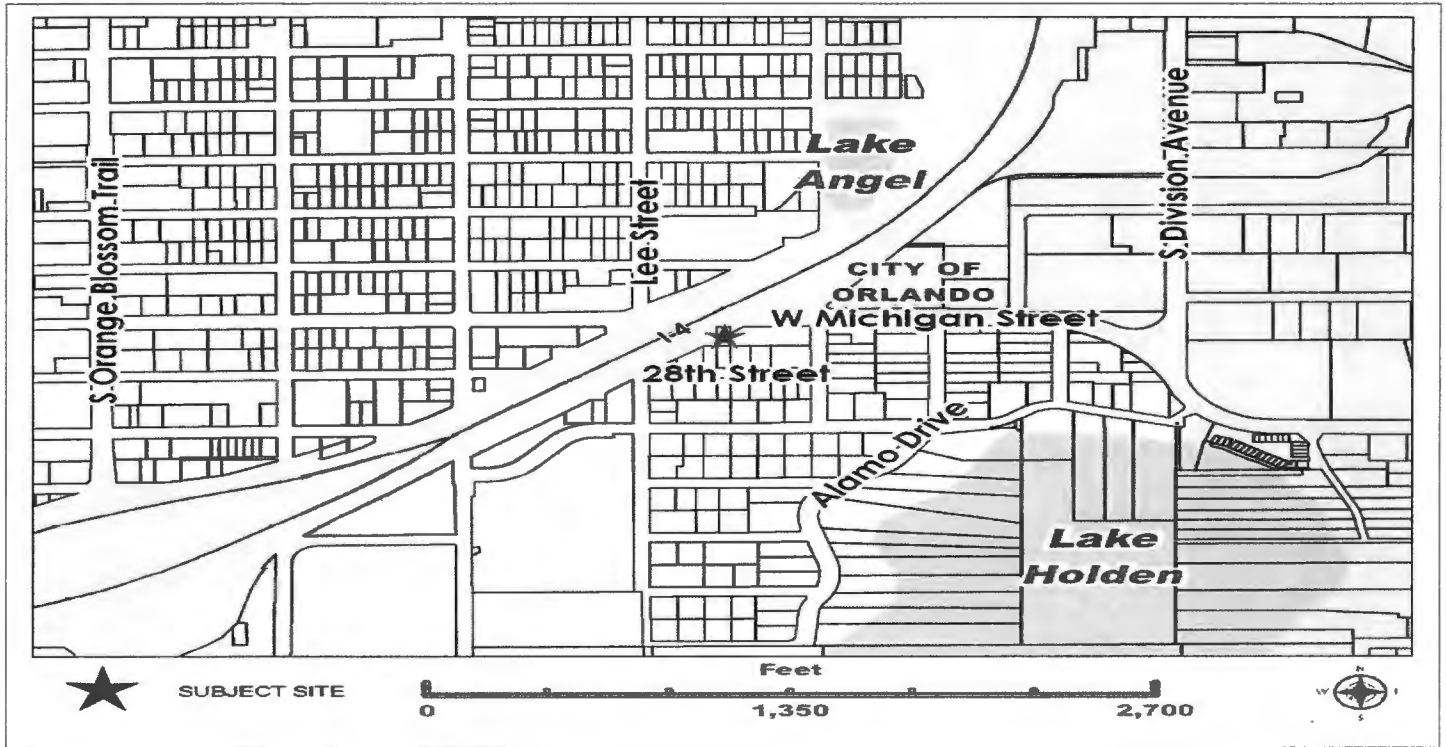 S. Division Avenue
Lake
Angel
S. Orange Blossom Trail
Lee Street
CITY OF
ORLANDO
W Michigan Street
I-4
28th Street
Alamo Drive
Lake
Holden
Feet
SUBJECT SITE
0
1,350
2,700
N
W
S